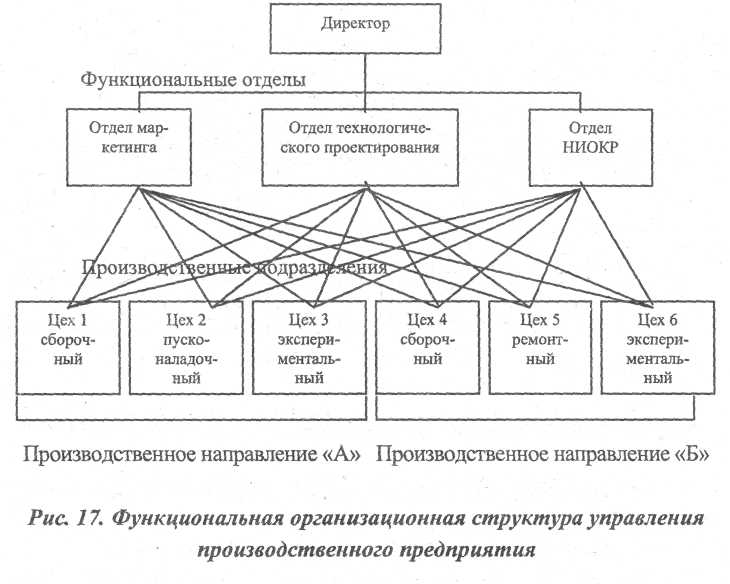 Директор
Функциональные отделы
Отдел мар-
кетинга
Отдел технологиче-
ского проектирования
Отдел
НИОКР
Производственные подразделения
Цех 1
сбороч-
ный
Цех 2
пуско-
наладоч-
ный
Цех 3
экспери-
менталь-
ный
Цех 4
сбороч-
ный
Цех 5
ремонт-
ный
Цех 6
экспери-
менталь-
ный
Производственное направление «А»
Производственное направление «Б»
Рис. 17. Функциональная организационная структура управления
производственного предприятия